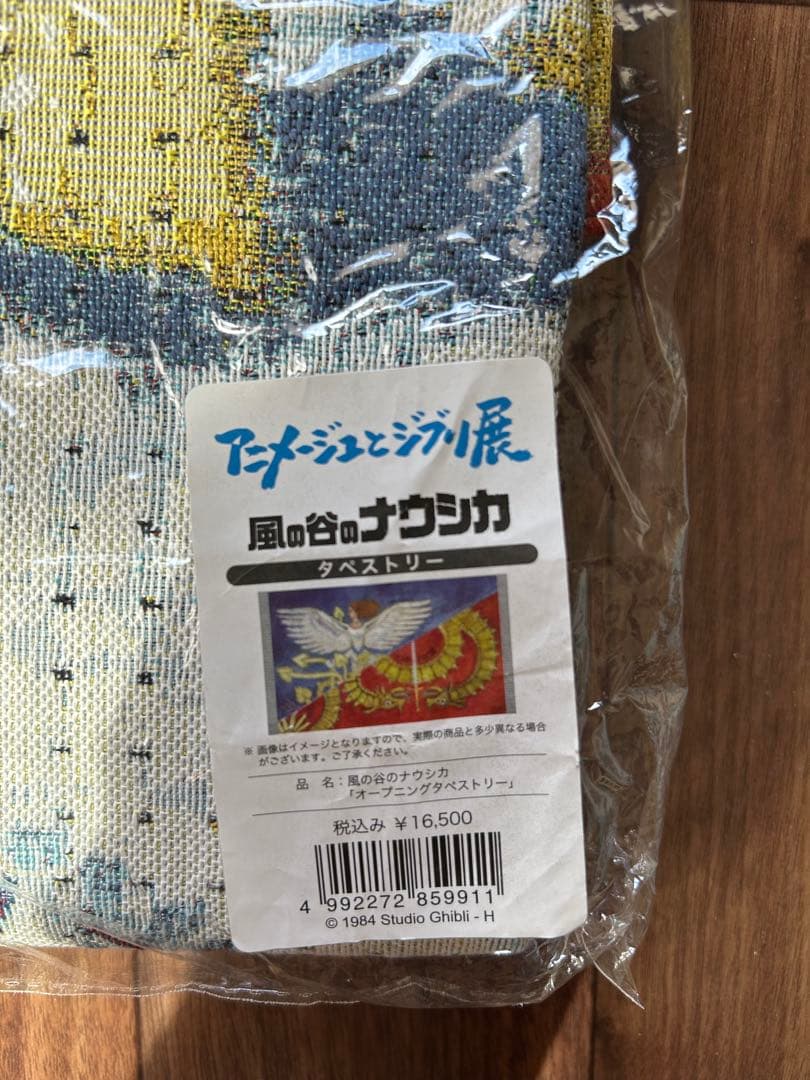 アニメージュとジブリ展
風の谷のナウシカ
タペストリー
※ 画像はイメージとなりますので、実際の商品と多少異なる場合
がございます。ご了承ください。
品 名：風の谷のナウシカ
「オープニングタペストリー」
税込み ￥16,500
4 992272 859911
© 1984 Studio Ghibli - H